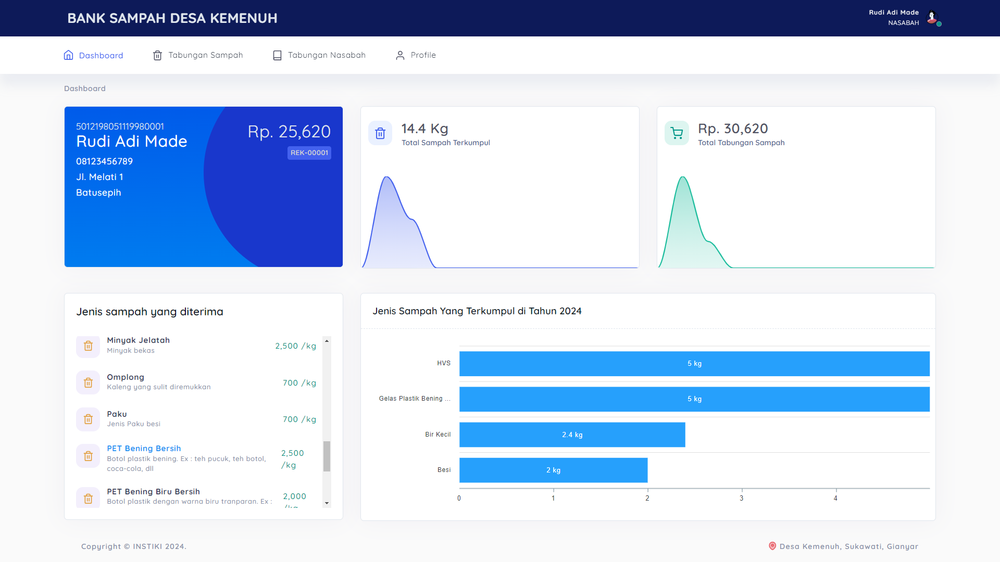 BANK SAMPAH DESA KEMENUH
Rudi Adi Made
NASABAH
Dashboard
Tabungan Sampah
Tabungan Nasabah
Profile
Dashboard
5012198051119980001
Rudi Adi Made
08123456789
Jl. Melati 1
Batusepih
Rp. 25,620
REK-00001
14.4 Kg
Total Sampah Terkumpul
Rp. 30,620
Total Tabungan Sampah
Jenis sampah yang diterima
Minyak Jelatah
Minyak bekas
2,500 /kg
Omplong
Kaleng yang sulit diremukkan
700 /kg
Paku
Jenis Paku besi
700 /kg
PET Bening Bersih
Botol plastik bening. Ex : teh pucuk, teh botol,
coca-cola, dll
2,500
/kg
PET Bening Biru Bersih
Botol plastik dengan warna biru tranparan. Ex :
2,000
/kg
Jenis Sampah Yang Terkumpul di Tahun 2024
HVS
5 kg
Gelas Plastik Bening ...
5 kg
Bir Kecil
2.4 kg
Besi
2 kg
0 1 2 3 4
Copyright © INSTIKI 2024.
Desa Kemenuh, Sukawati, Gianyar